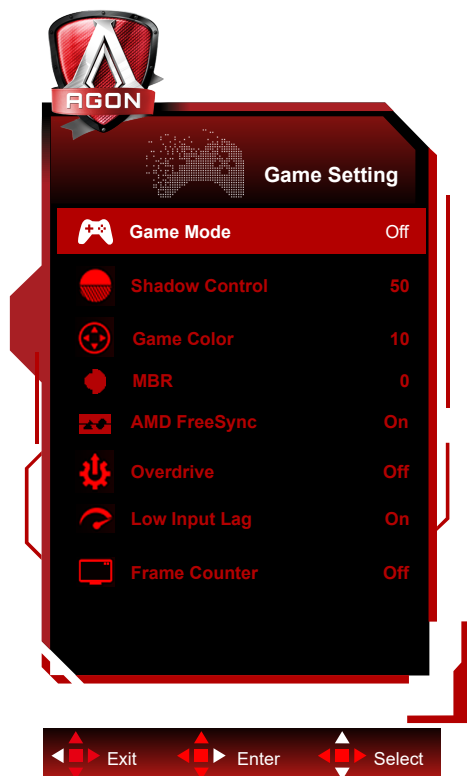 AGON
Game Setting
Game Mode Off
Shadow Control 50
Game Color 10
MBR 0
AMD FreeSync On
Overdrive Off
Low Input Lag On
Frame Counter Off
Exit Enter Select